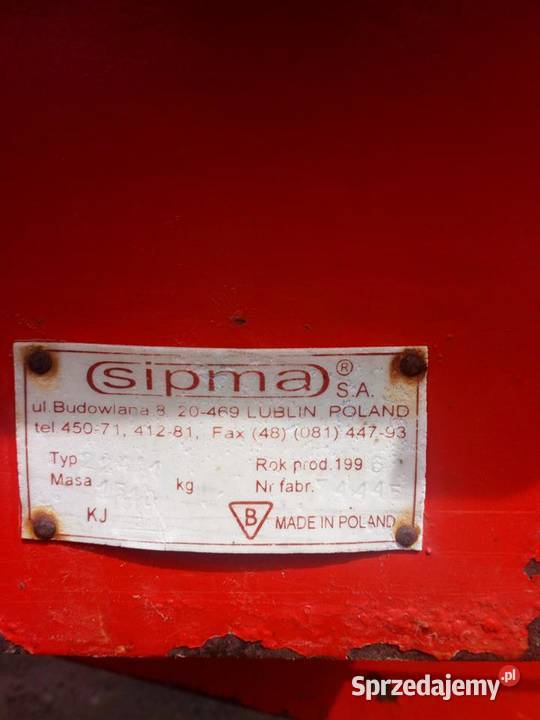 sipma® S.A.
ul.Budowlana 8 20-469 LUBLIN POLAND
tel 450-71, 412-81, Fax (48) (081) 447-93
Typ Rok prod.199
Masa kg Nr fabr.
KJ B MADE IN POLAND
Sprzedajemy.pl